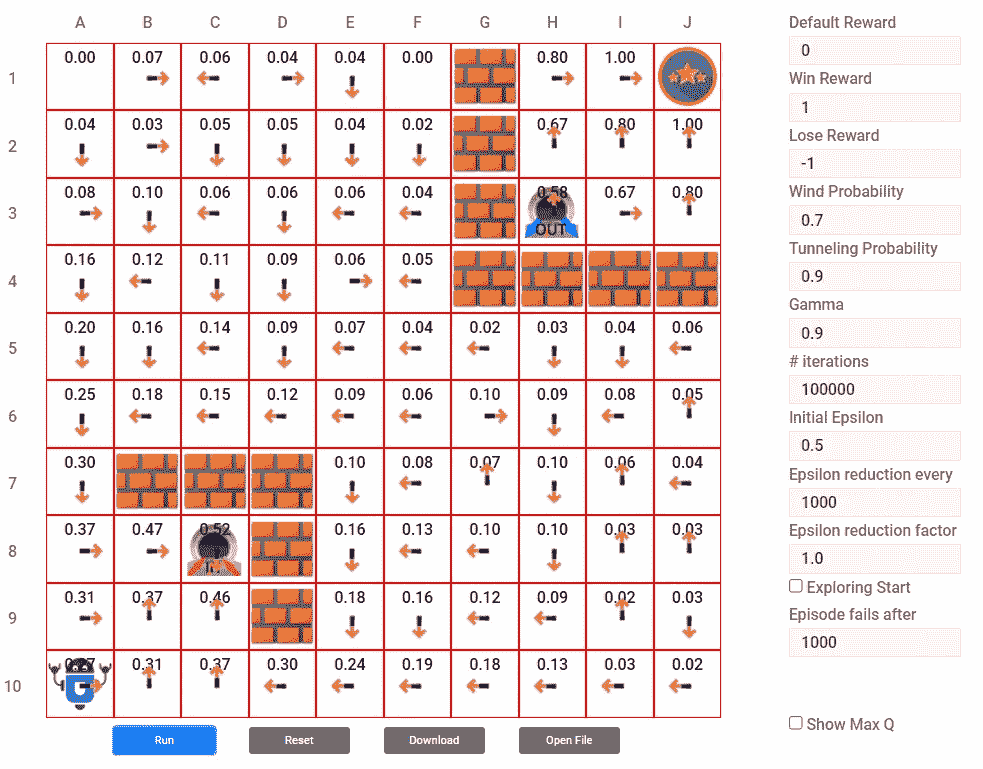 A B C D E F G H I J
Default Reward
0
1 0.00 0.07 0.06 0.04 0.04 0.00 0.80 1.00
Win Reward
1
2 0.04 0.03 0.05 0.05 0.04 0.02 0.67 0.80 1.00
Lose Reward
-1
3 0.08 0.10 0.06 0.06 0.06 0.04 0.58 0.67 0.80
OUT
Wind Probability
0.7
4 0.16 0.12 0.11 0.09 0.06 0.05
Tunneling Probability
0.9
5 0.20 0.16 0.14 0.09 0.07 0.04 0.02 0.03 0.04 0.06
Gamma
0.9
# iterations
100000
6 0.25 0.18 0.15 0.12 0.09 0.06 0.10 0.09 0.08 0.05
Initial Epsilon
0.5
7 0.30 0.10 0.08 0.07 0.10 0.06 0.04
Epsilon reduction every
1000
8 0.37 0.47 0.52 0.16 0.13 0.10 0.10 0.03 0.03
Epsilon reduction factor
1.0
Exploring Start
9 0.31 0.37 0.46 0.18 0.16 0.12 0.09 0.02 0.03
Episode fails after
1000
10 0.31 0.37 0.30 0.24 0.19 0.18 0.13 0.03 0.02
Show Max Q
Run Reset Download Open File